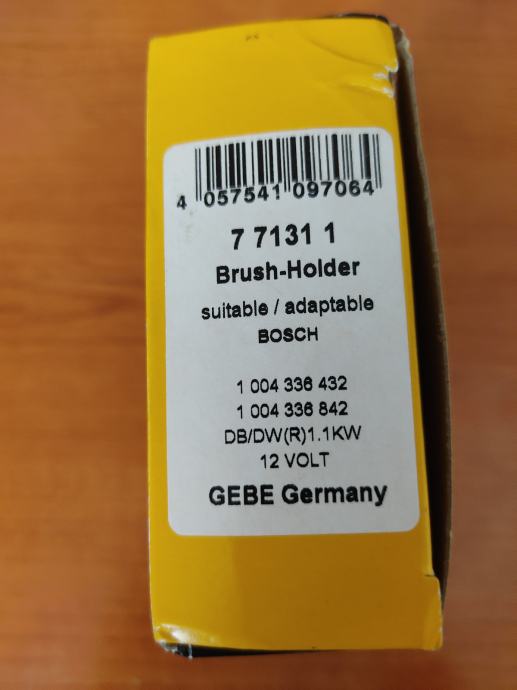 4 057541 097064
7 7131 1
Brush-Holder
suitable / adaptable
BOSCH
1 004 336 432
1 004 336 842
DB/DW(R)1.1KW
12 VOLT
GEBE Germany